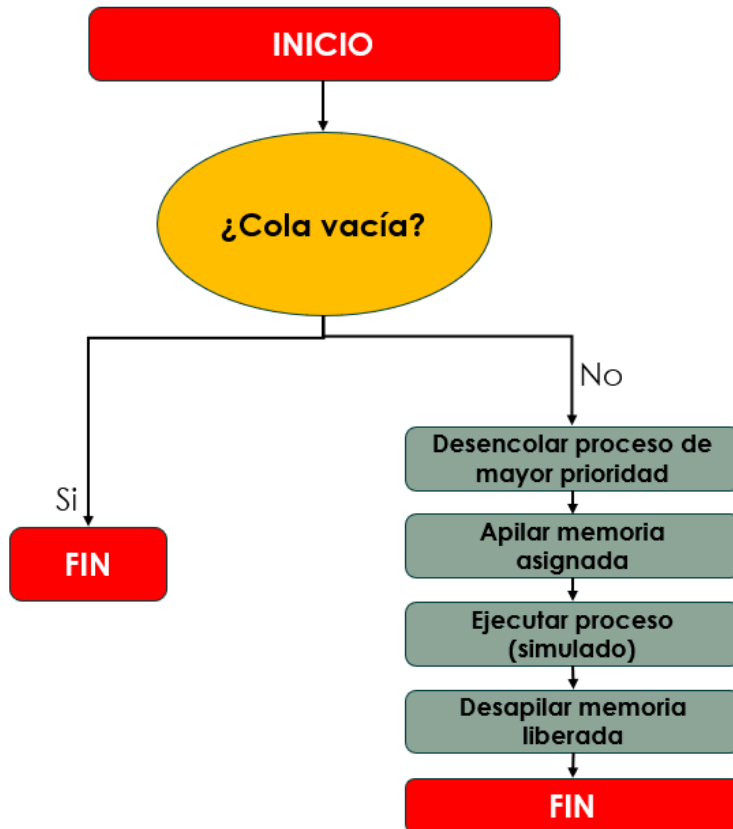 INICIO
¿Cola vacía?
No
Desencolar proceso de
mayor prioridad
Si
Apilar memoria
asignada
FIN
Ejecutar proceso
(simulado)
Desapilar memoria
liberada
FIN